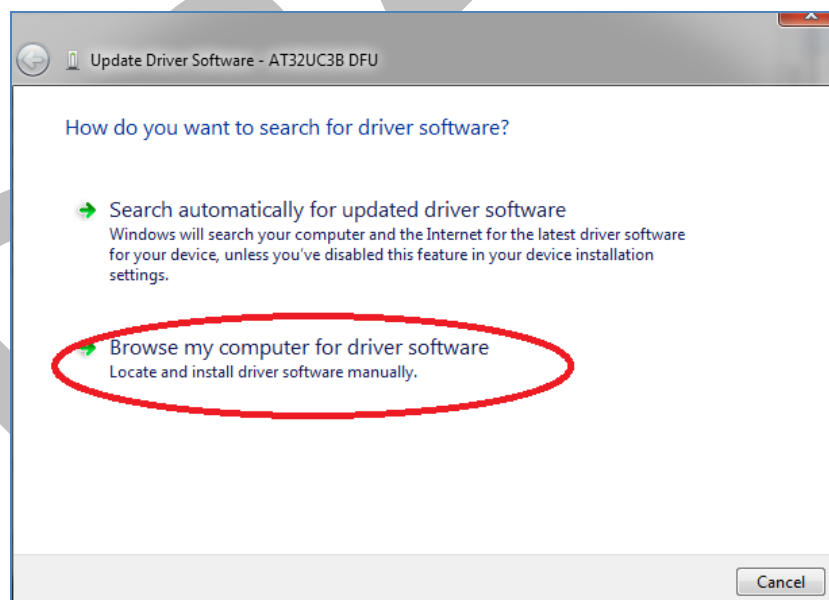 Update Driver Software - AT32UC3B DFU
How do you want to search for driver software?
Search automatically for updated driver software
Windows will search your computer and the Internet for the latest driver software
for your device, unless you've disabled this feature in your device installation
settings.
Browse my computer for driver software
Locate and install driver software manually.
Cancel